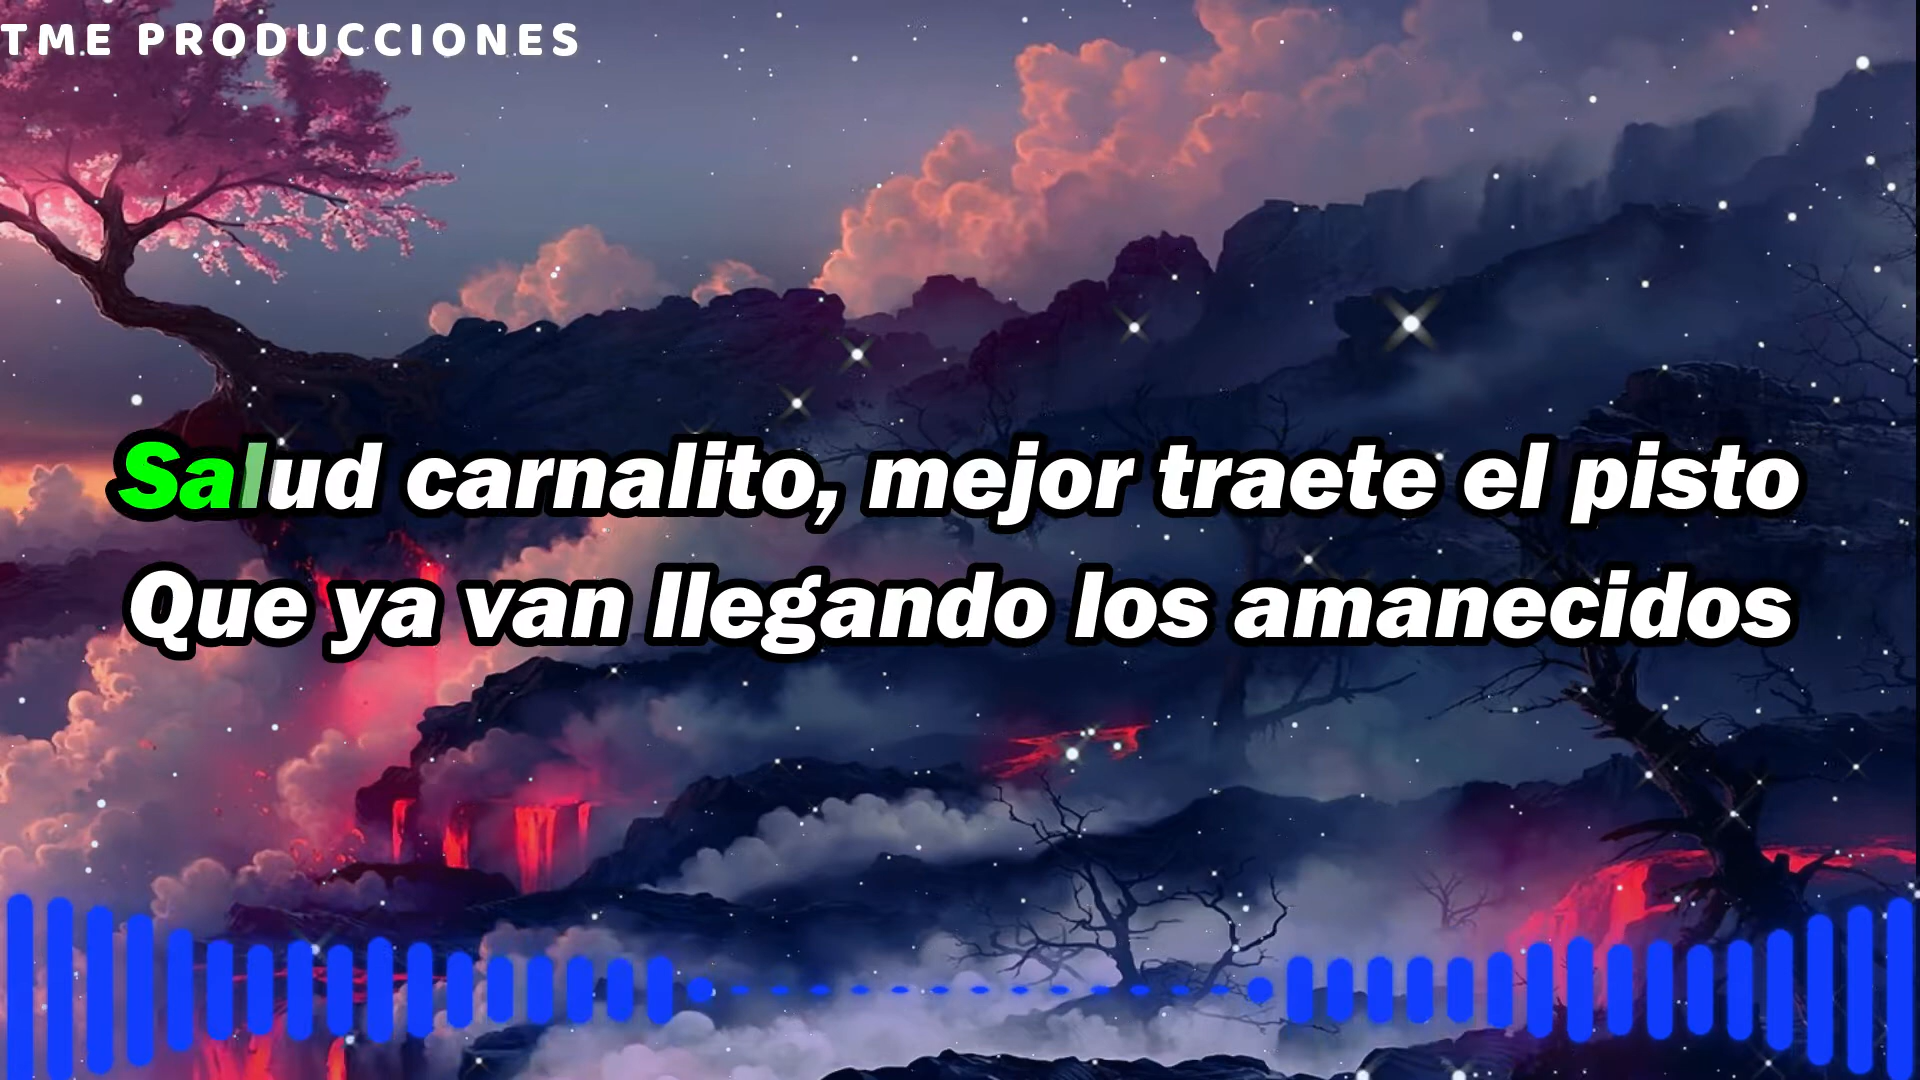 TME PRODUCCIONES
Salud carnalito, mejor traete el pisto
Que ya van llegando los amanecidos